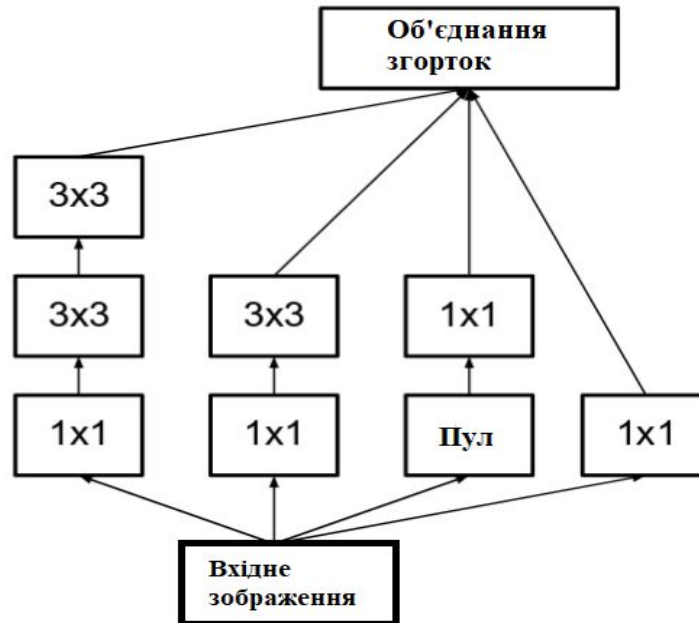 Об'єднання
згорток
3x3
3x3
3x3
1x1
1x1
1x1
Пул
1x1
Вхідне
зображення